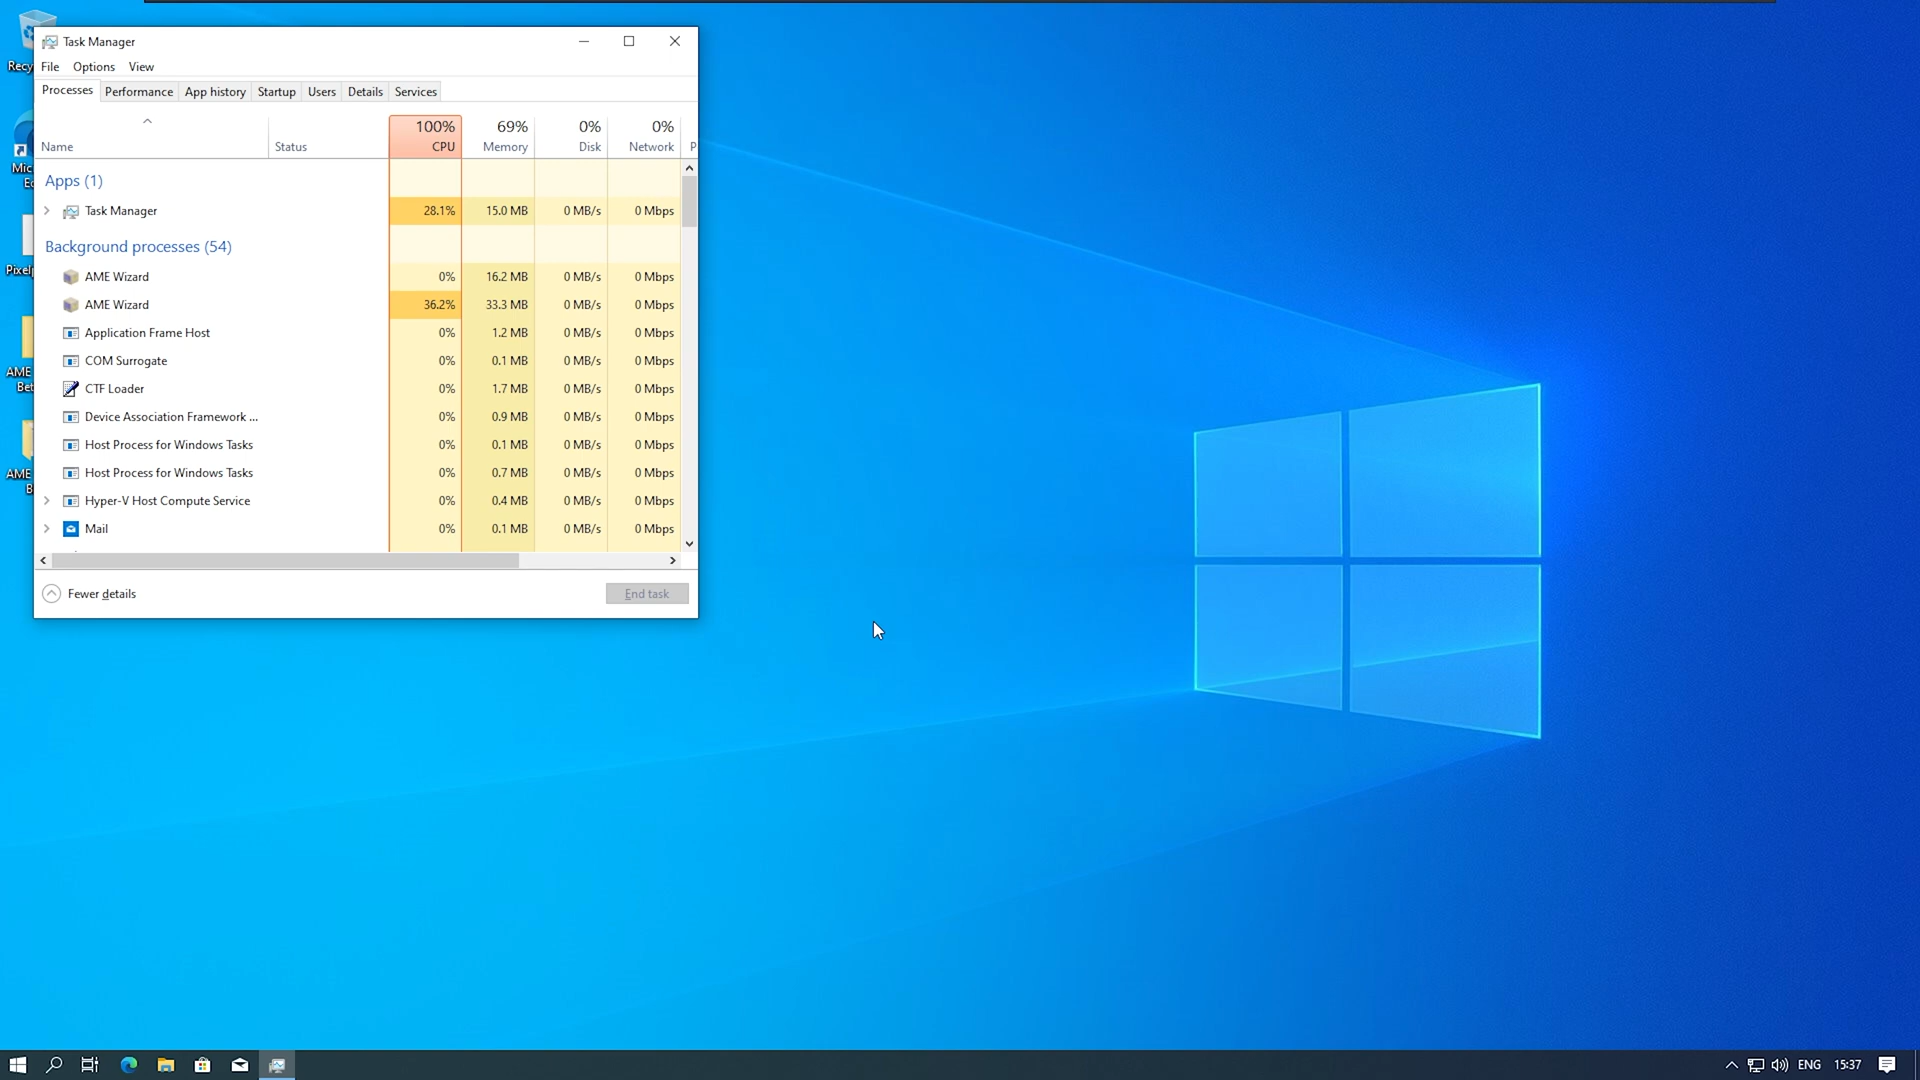 Task Manager
File Options View
Processes Performance App history Startup Users Details Services
100% 69% 0% 0%
Name Status CPU Memory Disk Network P
Apps (1)
Task Manager 28.1% 15.0 MB 0 MB/s 0 Mbps
Background processes (54)
AME Wizard 0% 16.2 MB 0 MB/s 0 Mbps
AME Wizard 36.2% 33.3 MB 0 MB/s 0 Mbps
Application Frame Host 0% 1.2 MB 0 MB/s 0 Mbps
COM Surrogate 0% 0.1 MB 0 MB/s 0 Mbps
CTF Loader 0% 1.7 MB 0 MB/s 0 Mbps
Device Association Framework ... 0% 0.9 MB 0 MB/s 0 Mbps
Host Process for Windows Tasks 0% 0.1 MB 0 MB/s 0 Mbps
Host Process for Windows Tasks 0% 0.7 MB 0 MB/s 0 Mbps
Hyper-V Host Compute Service 0% 0.4 MB 0 MB/s 0 Mbps
Mail 0% 0.1 MB 0 MB/s 0 Mbps
Fewer details End task
Recy
Mic
Ec
Pixel
AME
Bet
AME
B
ENG 15:37